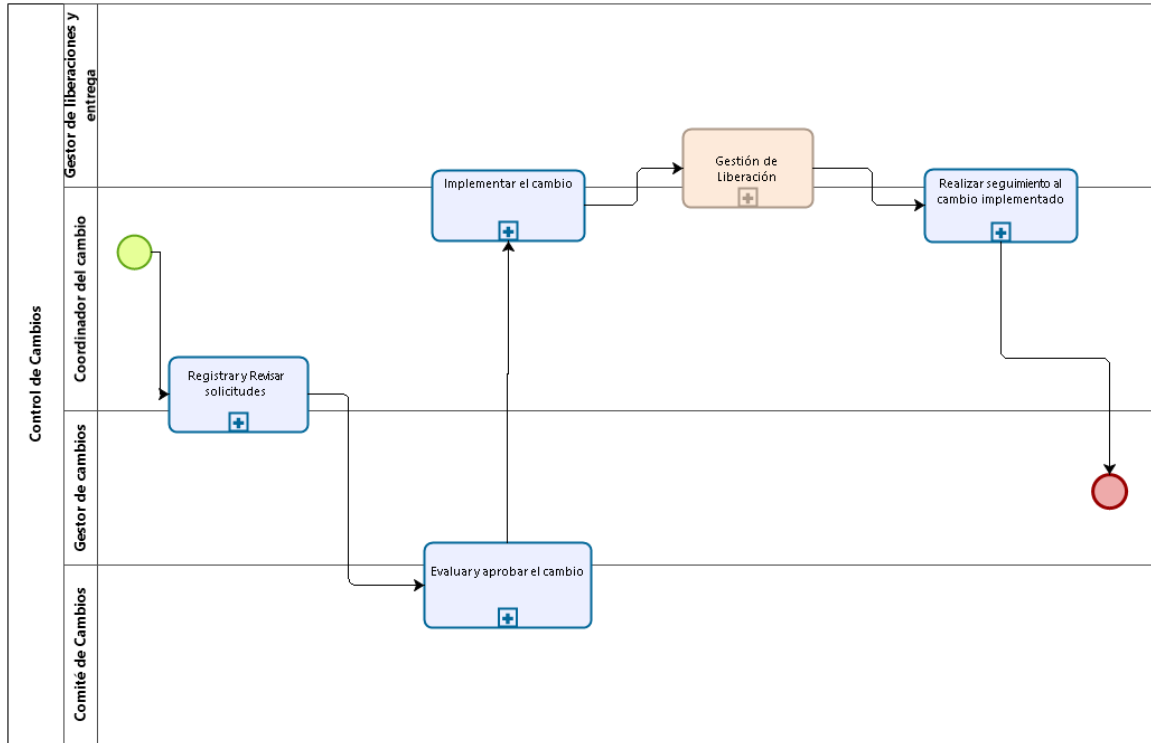 Control de Cambios
Gestor de liberaciones y
entrega
Coordinador del cambio
Gestor de cambios
Comité de Cambios
Implementar el cambio
Gestión de
Liberación
Realizar seguimiento al
cambio implementado
Registrar y Revisar
solicitudes
Evaluar y aprobar el cambio